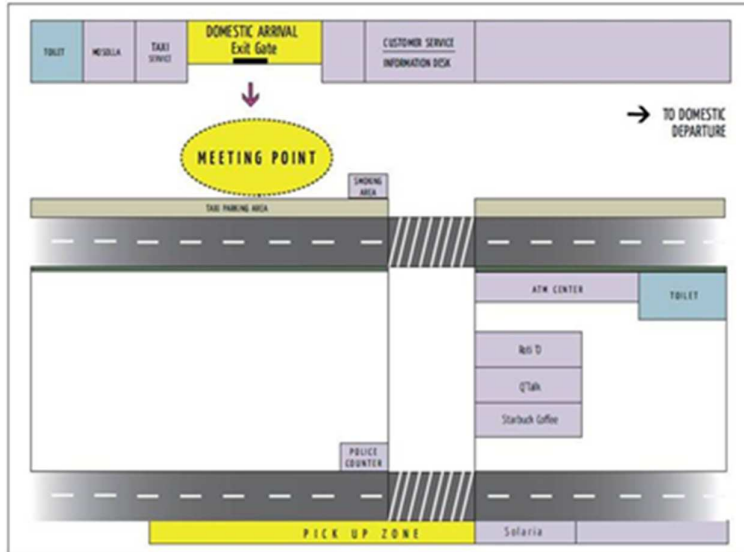 DOMESTIC ARRIVAL
Exit Gate
TOILET
MUSOLLA
TAXI
SERVICE
CUSTOMER SERVICE
INFORMATION DESK
TO DOMESTIC
DEPARTURE
MEETING POINT
SMOKING
AREA
TAXI PARKING AREA
ATM CENTER
TOILET
Roti 'O
Q'Talk
Starbuck Coffee
POLICE
COUNTER
PICK UP ZONE
Solaria